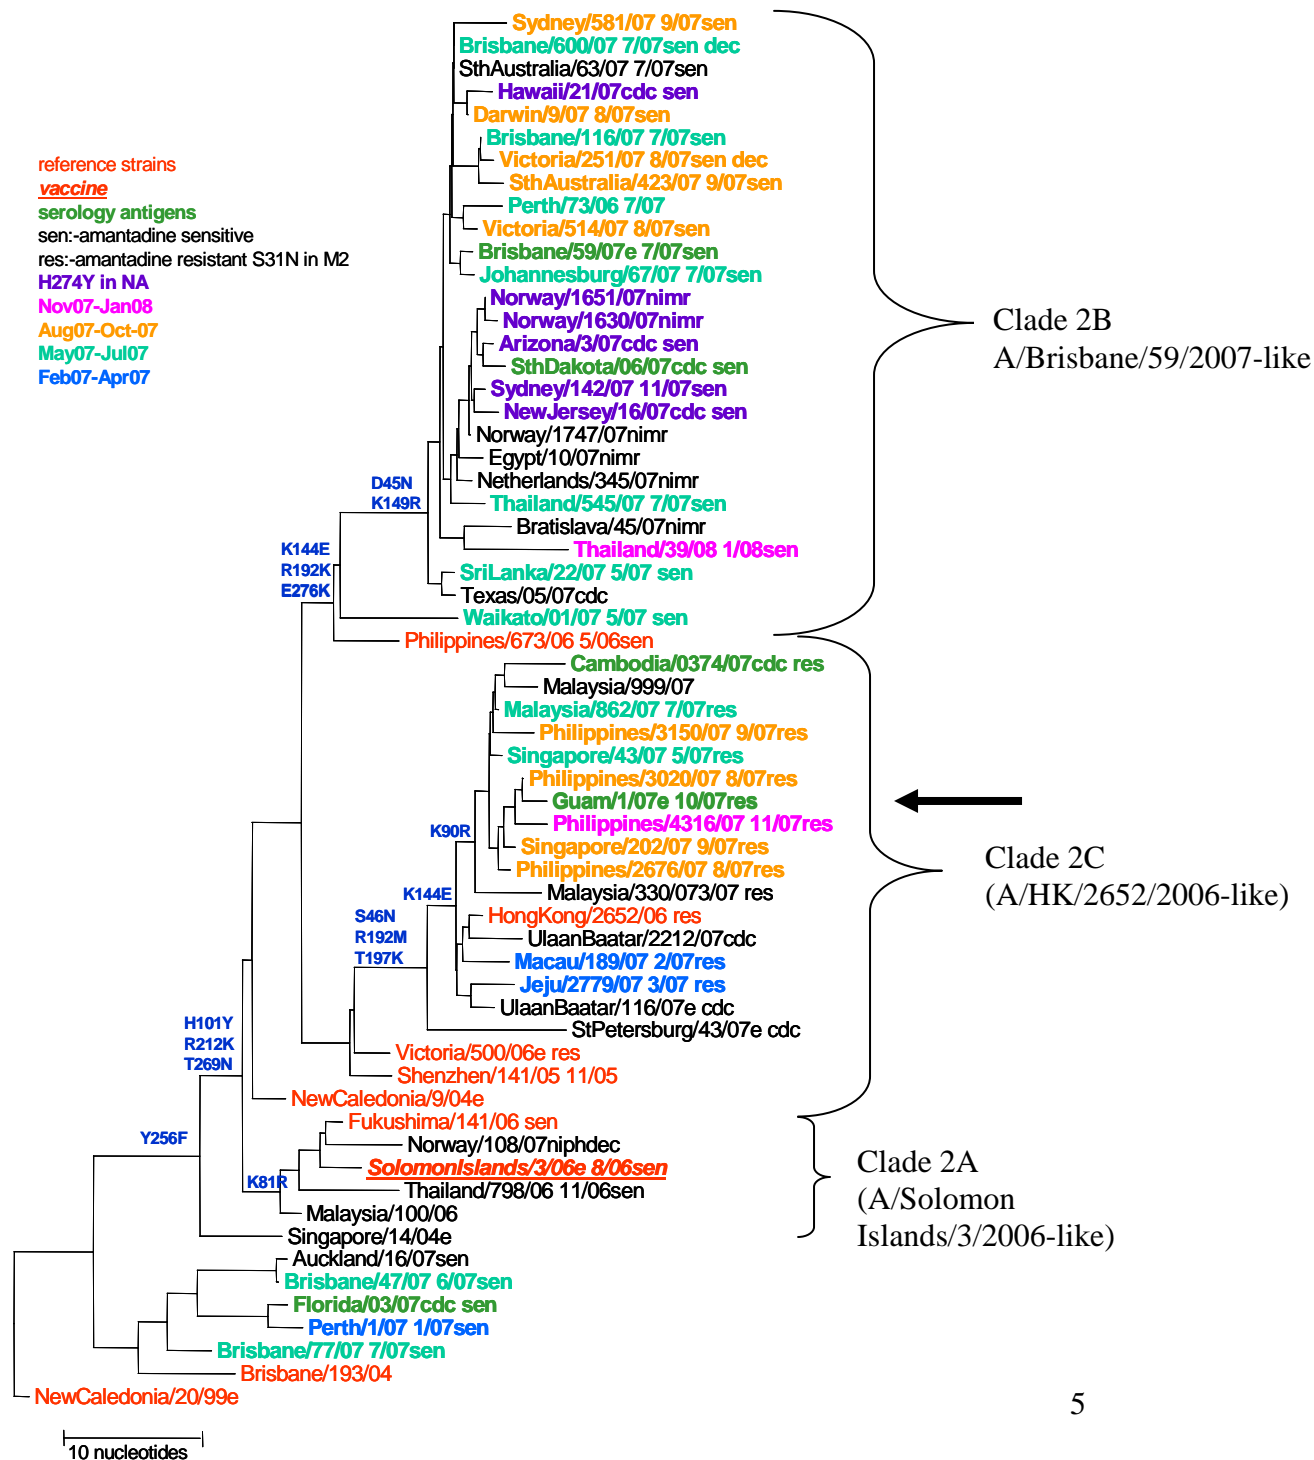 reference strains
vaccine
serology antigens
sen:-amantadine sensitive
res:-amantadine resistant S31N in M2
H274Y in NA
Nov07-Jan08
Aug07-Oct-07
May07-Jul07
Feb07-Apr07
Sydney/581/07 9/07sen
Brisbane/600/07 7/07sen dec
SthAustralia/63/07 7/07sen
Hawaii/21/07cdc sen
Darwin/9/07 8/07sen
Brisbane/116/07 7/07sen
Victoria/251/07 8/07sen dec
SthAustralia/423/07 9/07sen
Perth/73/06 7/07
Victoria/514/07 8/07sen
Brisbane/59/07e 7/07sen
Johannesburg/67/07 7/07sen
Norway/1651/07nimr
Norway/1630/07nimr
Arizona/3/07cdc sen
SthDakota/06/07cdc sen
Sydney/142/07 11/07sen
NewJersey/16/07cdc sen
Norway/1747/07nimr
Egypt/10/07nimr
Netherlands/345/07nimr
Thailand/545/07 7/07sen
Bratislava/45/07nimr
Thailand/39/08 1/08sen
SriLanka/22/07 5/07 sen
Texas/05/07cdc
Waikato/01/07 5/07 sen
Philippines/673/06 5/06sen
Cambodia/0374/07cdc res
Malaysia/999/07
Malaysia/862/07 7/07res
Philippines/3150/07 9/07res
Singapore/43/07 5/07res
Philippines/3020/07 8/07res
Guam/1/07e 10/07res
Philippines/4316/07 11/07res
Singapore/202/07 9/07res
Philippines/2676/07 8/07res
Malaysia/330/073/07 res
HongKong/2652/06 res
UlaanBaatar/2212/07cdc
Macau/189/07 2/07res
Jeju/2779/07 3/07 res
UlaanBaatar/116/07e cdc
StPetersburg/43/07e cdc
Victoria/500/06e res
Shenzhen/141/05 11/05
NewCaledonia/9/04e
Fukushima/141/06 sen
Norway/108/07niphdec
SolomonIslands/3/06e 8/06sen
Thailand/798/06 11/06sen
Malaysia/100/06
Singapore/14/04e
Auckland/16/07sen
Brisbane/47/07 6/07sen
Florida/03/07cdc sen
Perth/1/07 1/07sen
Brisbane/77/07 7/07sen
Brisbane/193/04
NewCaledonia/20/99e
D45N
K149R
K144E
R192K
E276K
K90R
K144E
S46N
R192M
T197K
H101Y
R212K
T269N
Y256F
K81R
Clade 2B
A/Brisbane/59/2007-like
Clade 2C
(A/HK/2652/2006-like)
Clade 2A
(A/Solomon
Islands/3/2006-like)
10 nucleotides
5